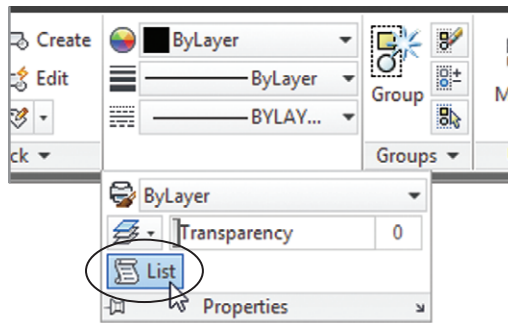 Create
ByLayer
Edit
ByLayer
Group
BYLAY...
ck
Groups
ByLayer
Transparency 0
List
Properties